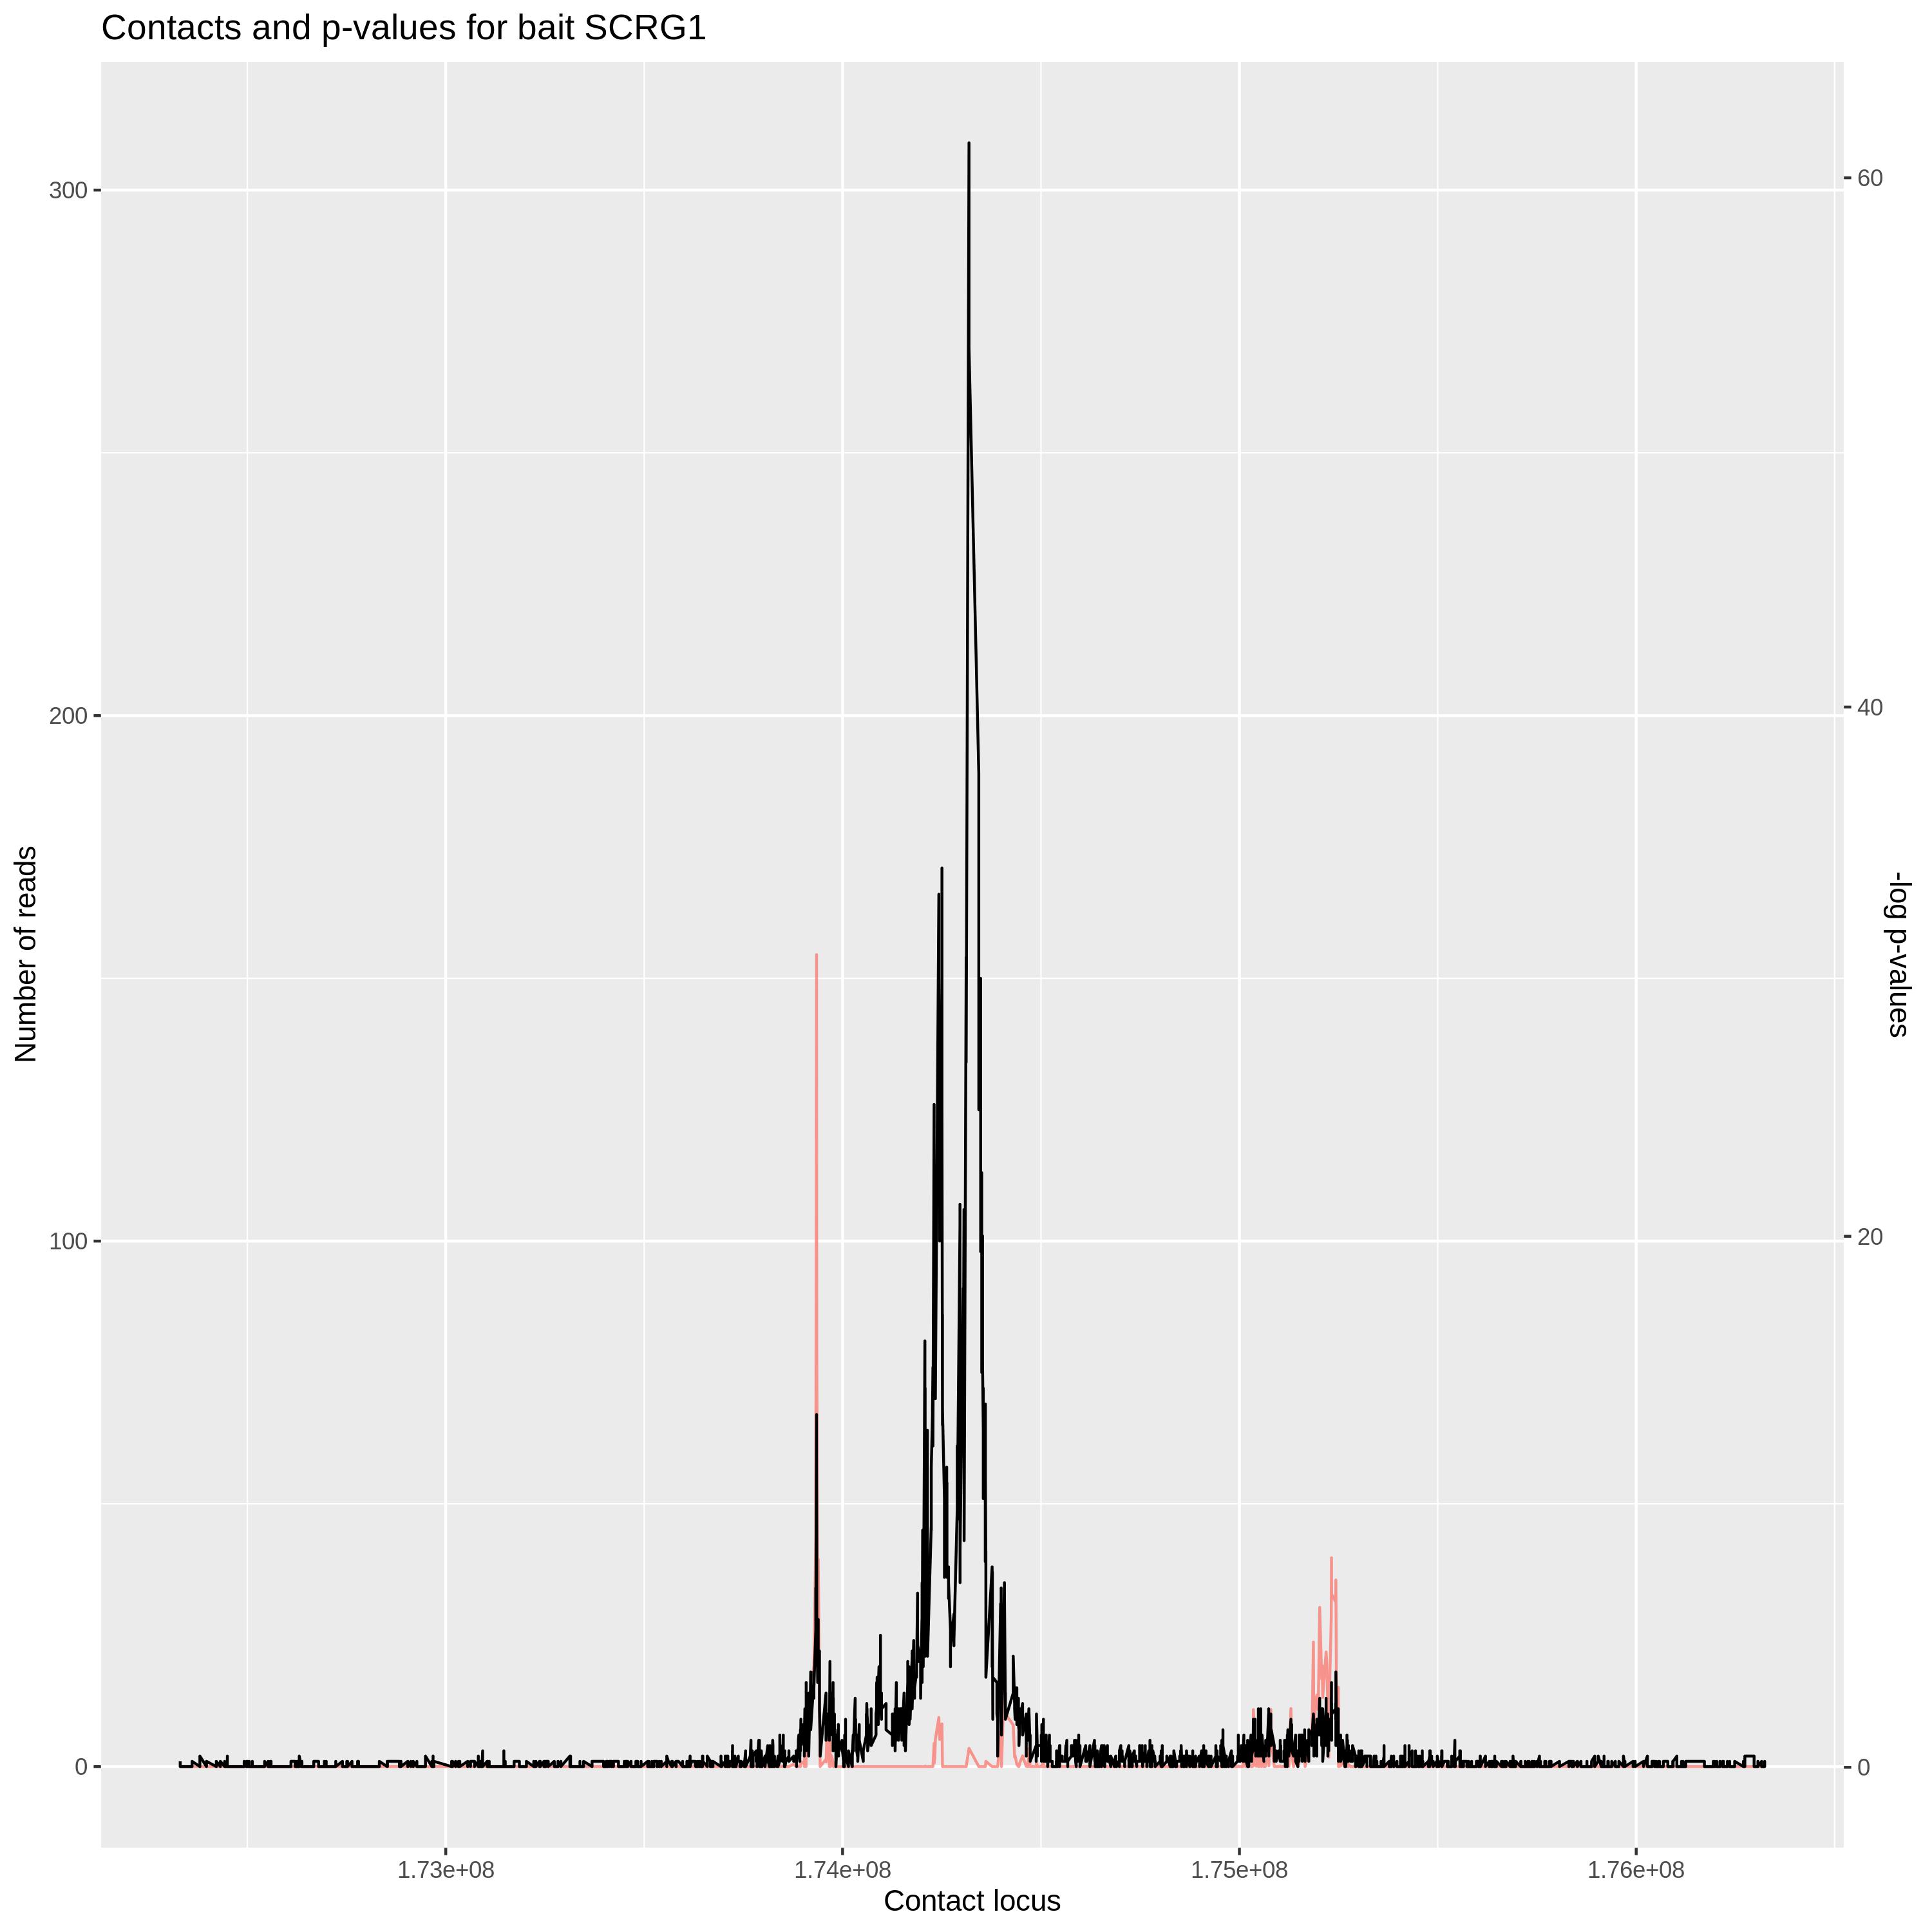 Contacts and p-values for bait SCRG1
300
200
100
0
Number of reads
60
40
20
0
-log p-values
1.73e+08
1.74e+08
1.75e+08
1.76e+08
Contact locus